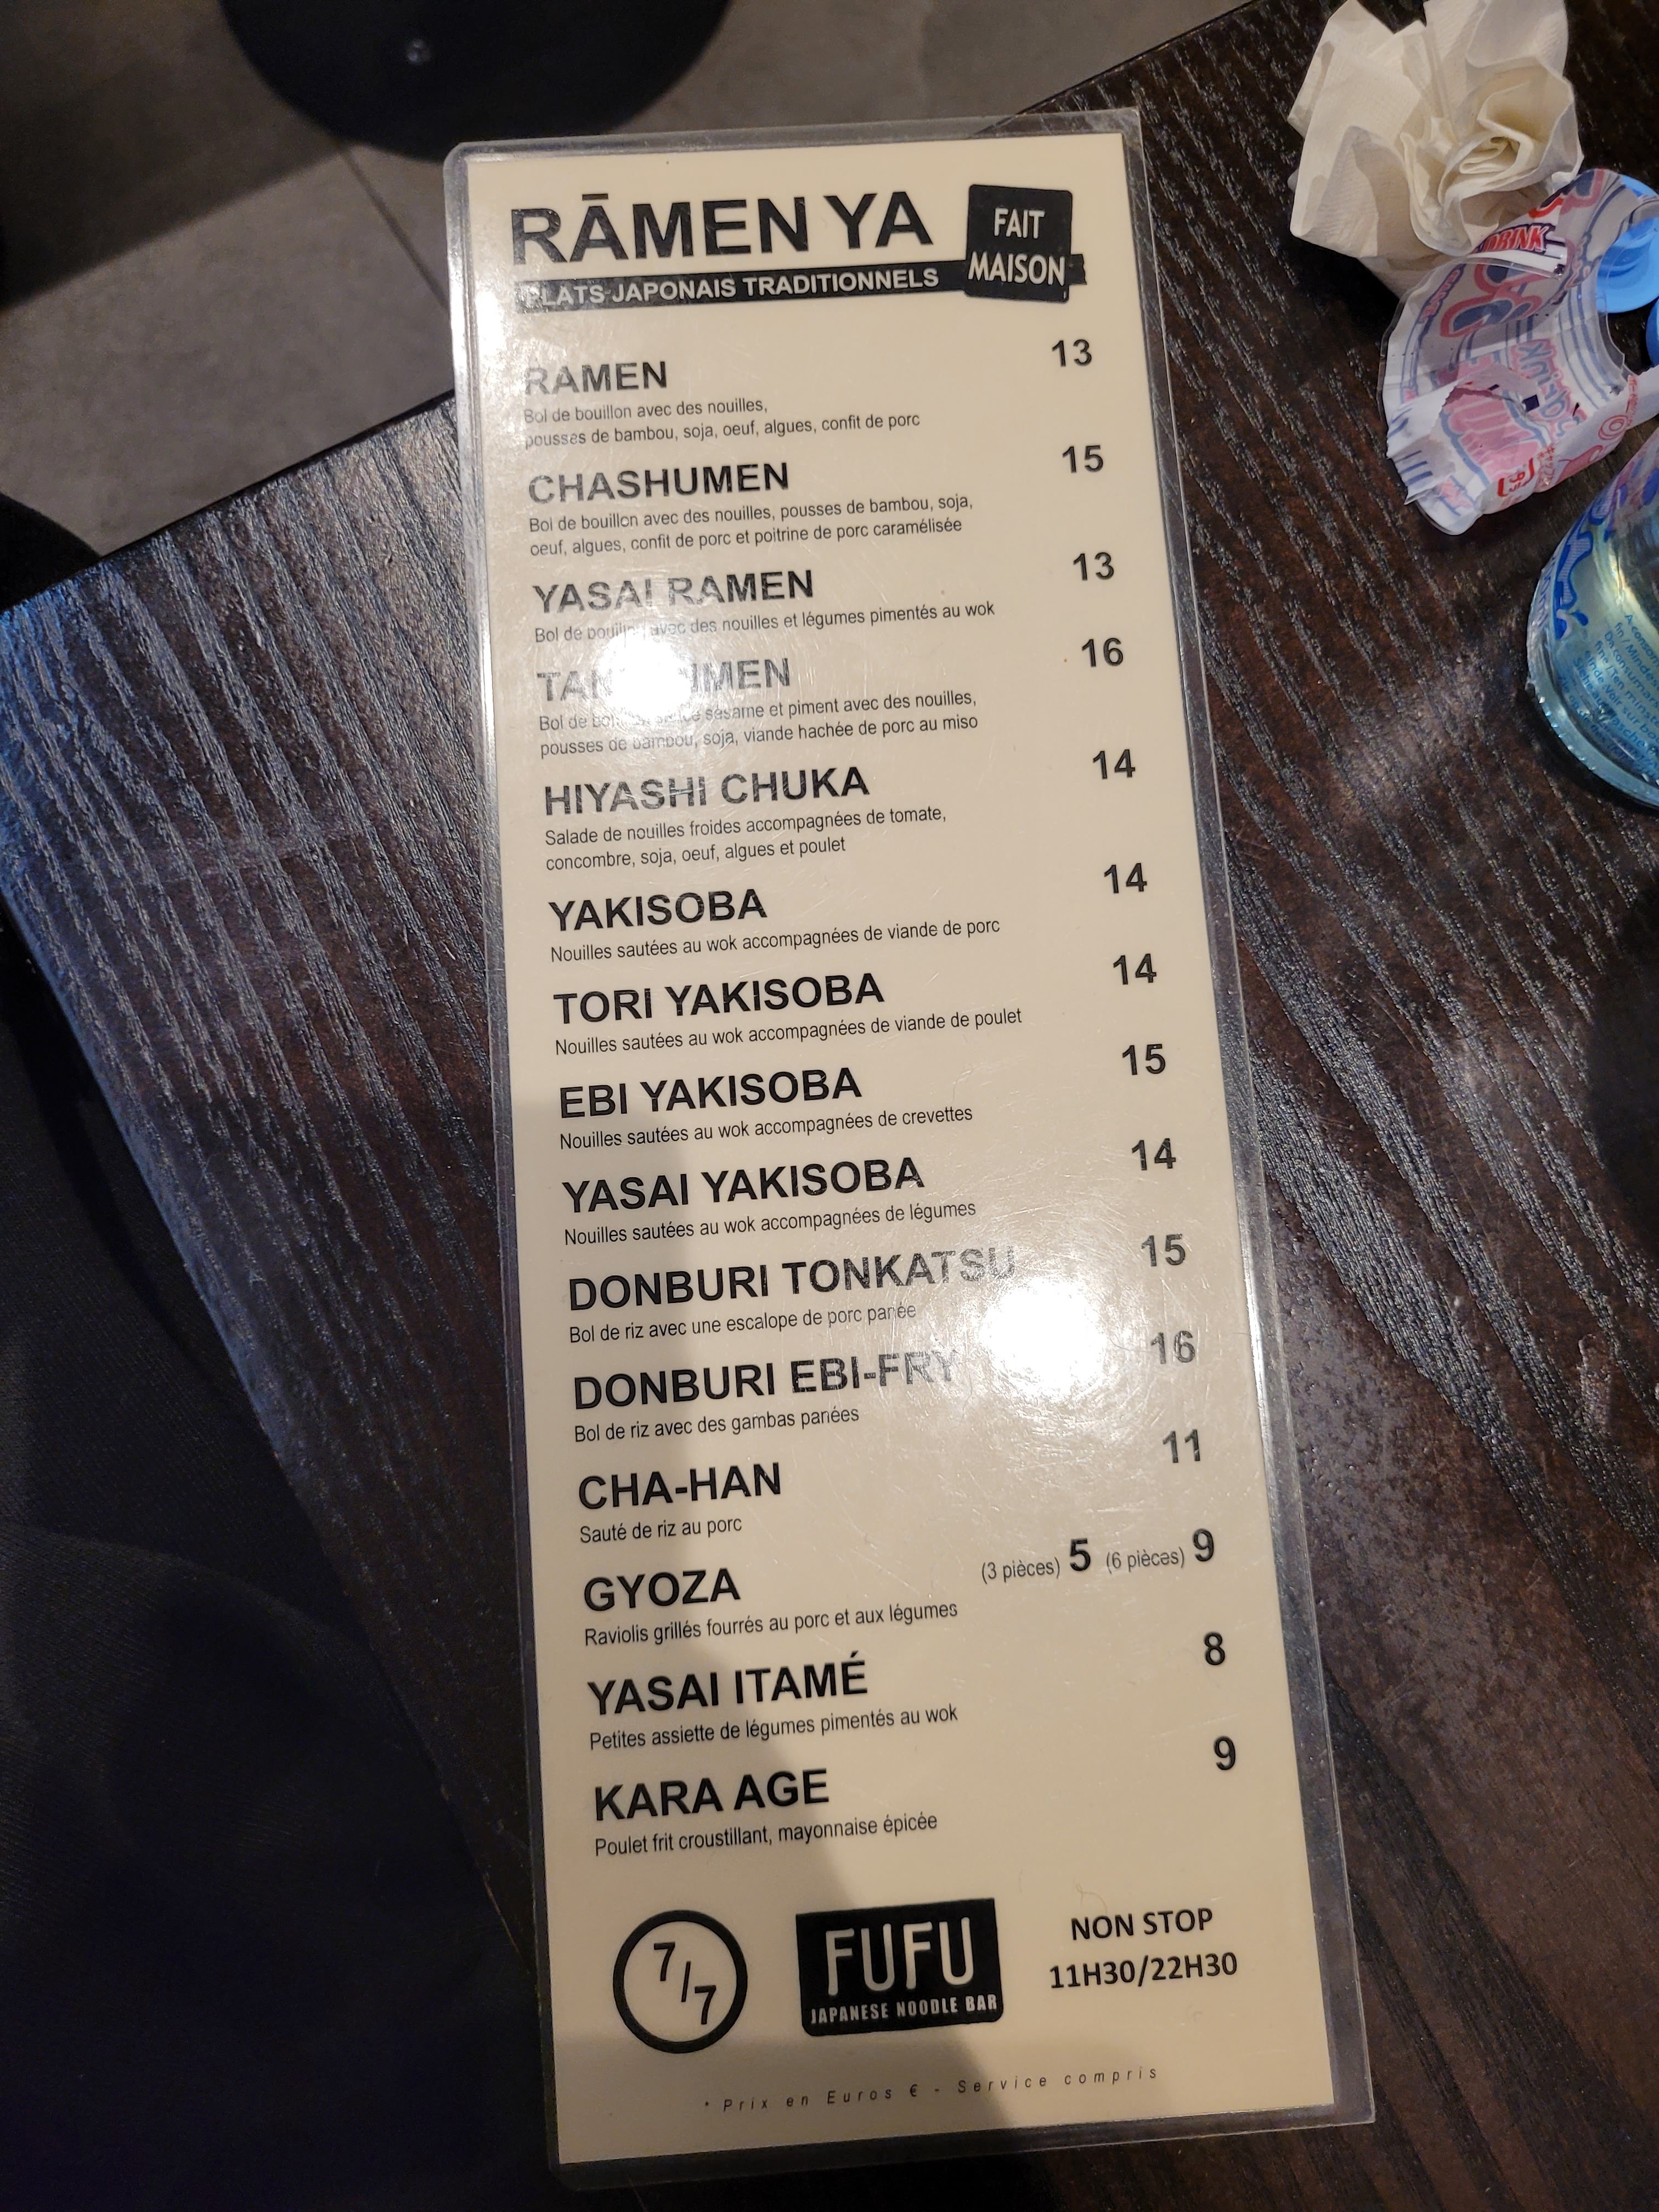 RĀMEN YA
FAIT
MAISON
PLATS JAPONAIS TRADITIONNELS
RAMEN 13
Bol de bouillon avec des nouilles,
pousses de bambou, soja, oeuf, algues, confit de porc
CHASHUMEN 15
Bol de bouillon avec des nouilles, pousses de bambou, soja,
oeuf, algues, confit de porc et poitrine de porc caramélisée
YASAI RAMEN 13
Bol de bouillon avec des nouilles et légumes pimentés au wok
16
Bol de sésame et piment avec des nouilles,
pousses de bambou, soja, viande hachée de porc au miso
HIYASHI CHUKA 14
Salade de nouilles froides accompagnées de tomate,
concombre, soja, oeuf, algues et poulet
YAKISOBA 14
Nouilles sautées au wok accompagnées de viande de porc
TORI YAKISOBA 14
Nouilles sautées au wok accompagnées de viande de poulet
EBI YAKISOBA 15
Nouilles sautées au wok accompagnées de crevettes
YASAI YAKISOBA 14
Nouilles sautées au wok accompagnées de légumes
DONBURI TONKATSU 15
Bol de riz avec une escalope de porc panée
DONBURI EBI-FRY 16
Bol de riz avec des gambas panées
CHA-HAN 11
Sauté de riz au porc
GYOZA (3 pièces) 5 (6 pièces) 9
Raviolis grillés fourrés au porc et aux légumes
YASAI ITAMÉ 8
Petites assiette de légumes pimentés au wok
KARA AGE 9
Poulet frit croustillant, mayonnaise épicée
7/7
FUFU
JAPANESE NOODLE BAR
NON STOP
11H30/22H30
* Prix en Euros € - Service compris
DRINK